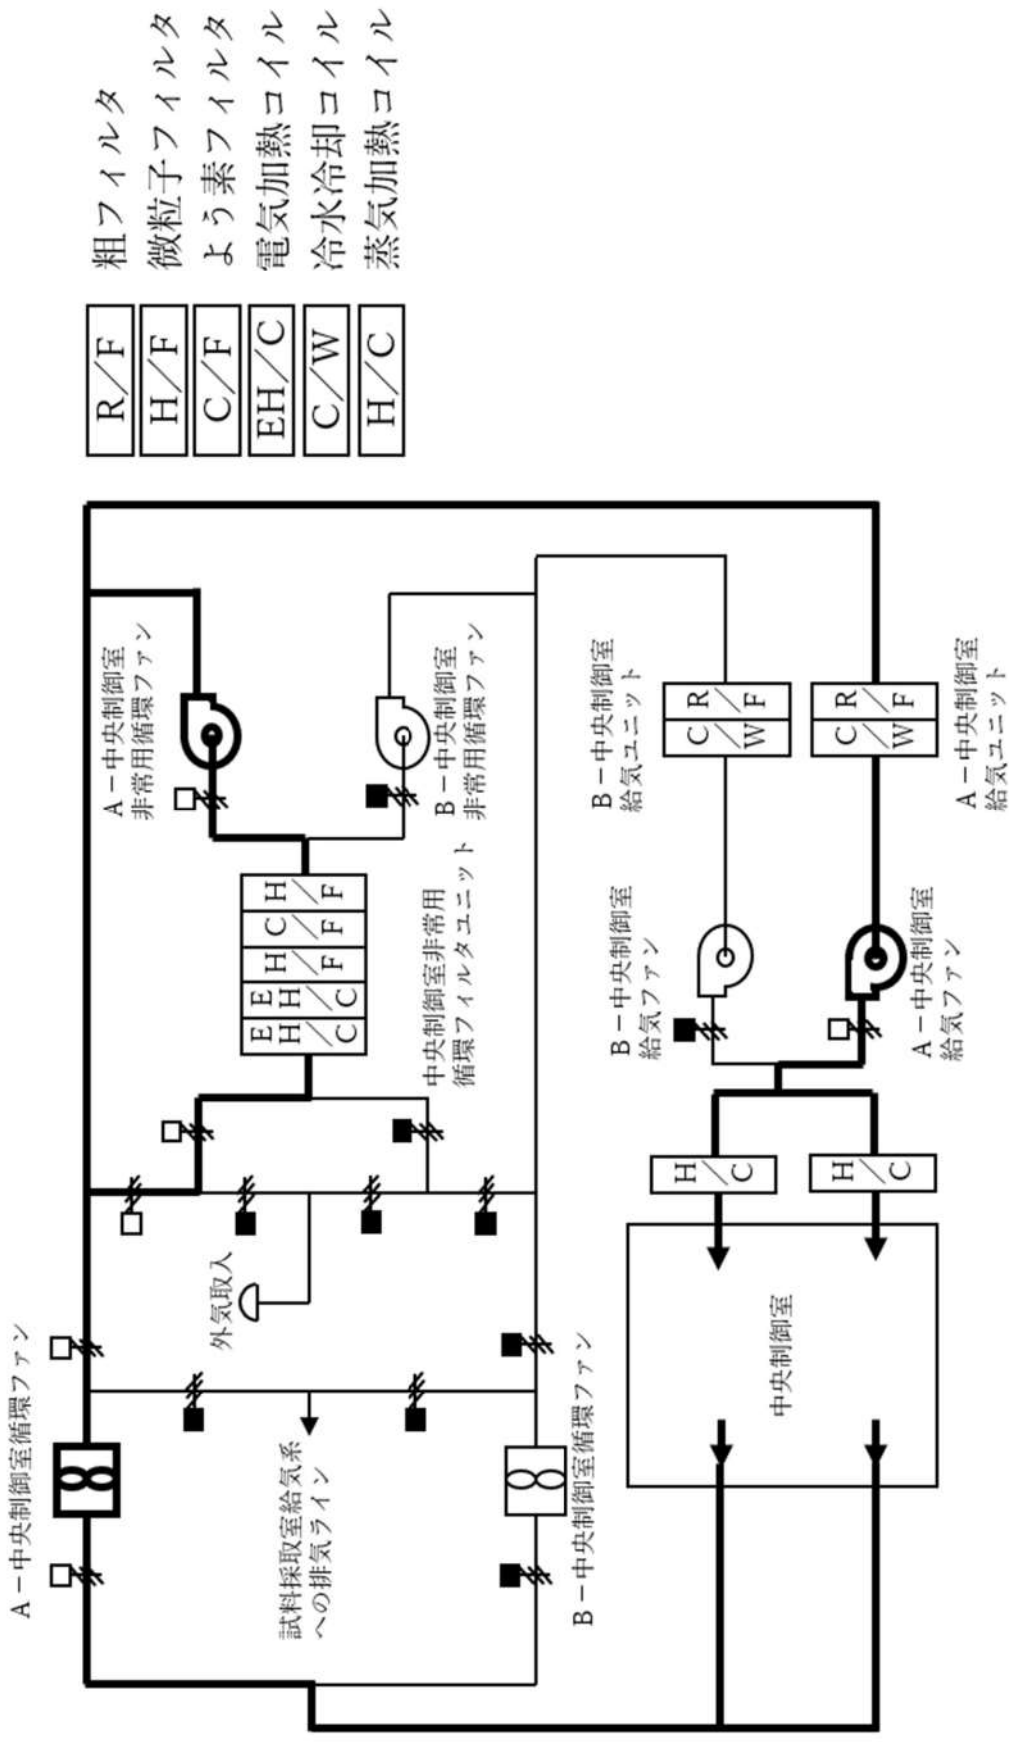 R/F 粗フィルタ
H/F 微粒子フィルタ
C/F よう素フィルタ
EH/C 電気加熱コイル
C/W 冷水冷却コイル
H/C 蒸気加熱コイル
A-中央制御室循環ファン
試料採取室給気系
への排気ライン
外気取入
B-中央制御室循環ファン
EH/C
EH/C
H/F
C/F
H/F
中央制御室非常用
循環フィルタユニット
A-中央制御室
非常用循環ファン
B-中央制御室
非常用循環ファン
中央制御室
H/C
H/C
B-中央制御室
給気ファン
A-中央制御室
給気ファン
B-中央制御室
給気ユニット
C/W
R/F
C/W
R/F
A-中央制御室
給気ユニット